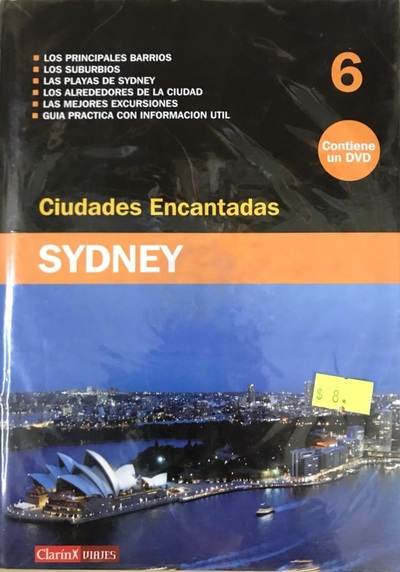 LOS PRINCIPALES BARRIOS
LOS SUBURBIOS
LAS PLAYAS DE SYDNEY
LOS ALREDEDORES DE LA CIUDAD
LAS MEJORES EXCURSIONES
GUIA PRACTICA CON INFORMACION UTIL
6
Contiene
un DVD
Ciudades Encantadas
SYDNEY
$ 8.
Clarín VIAJES